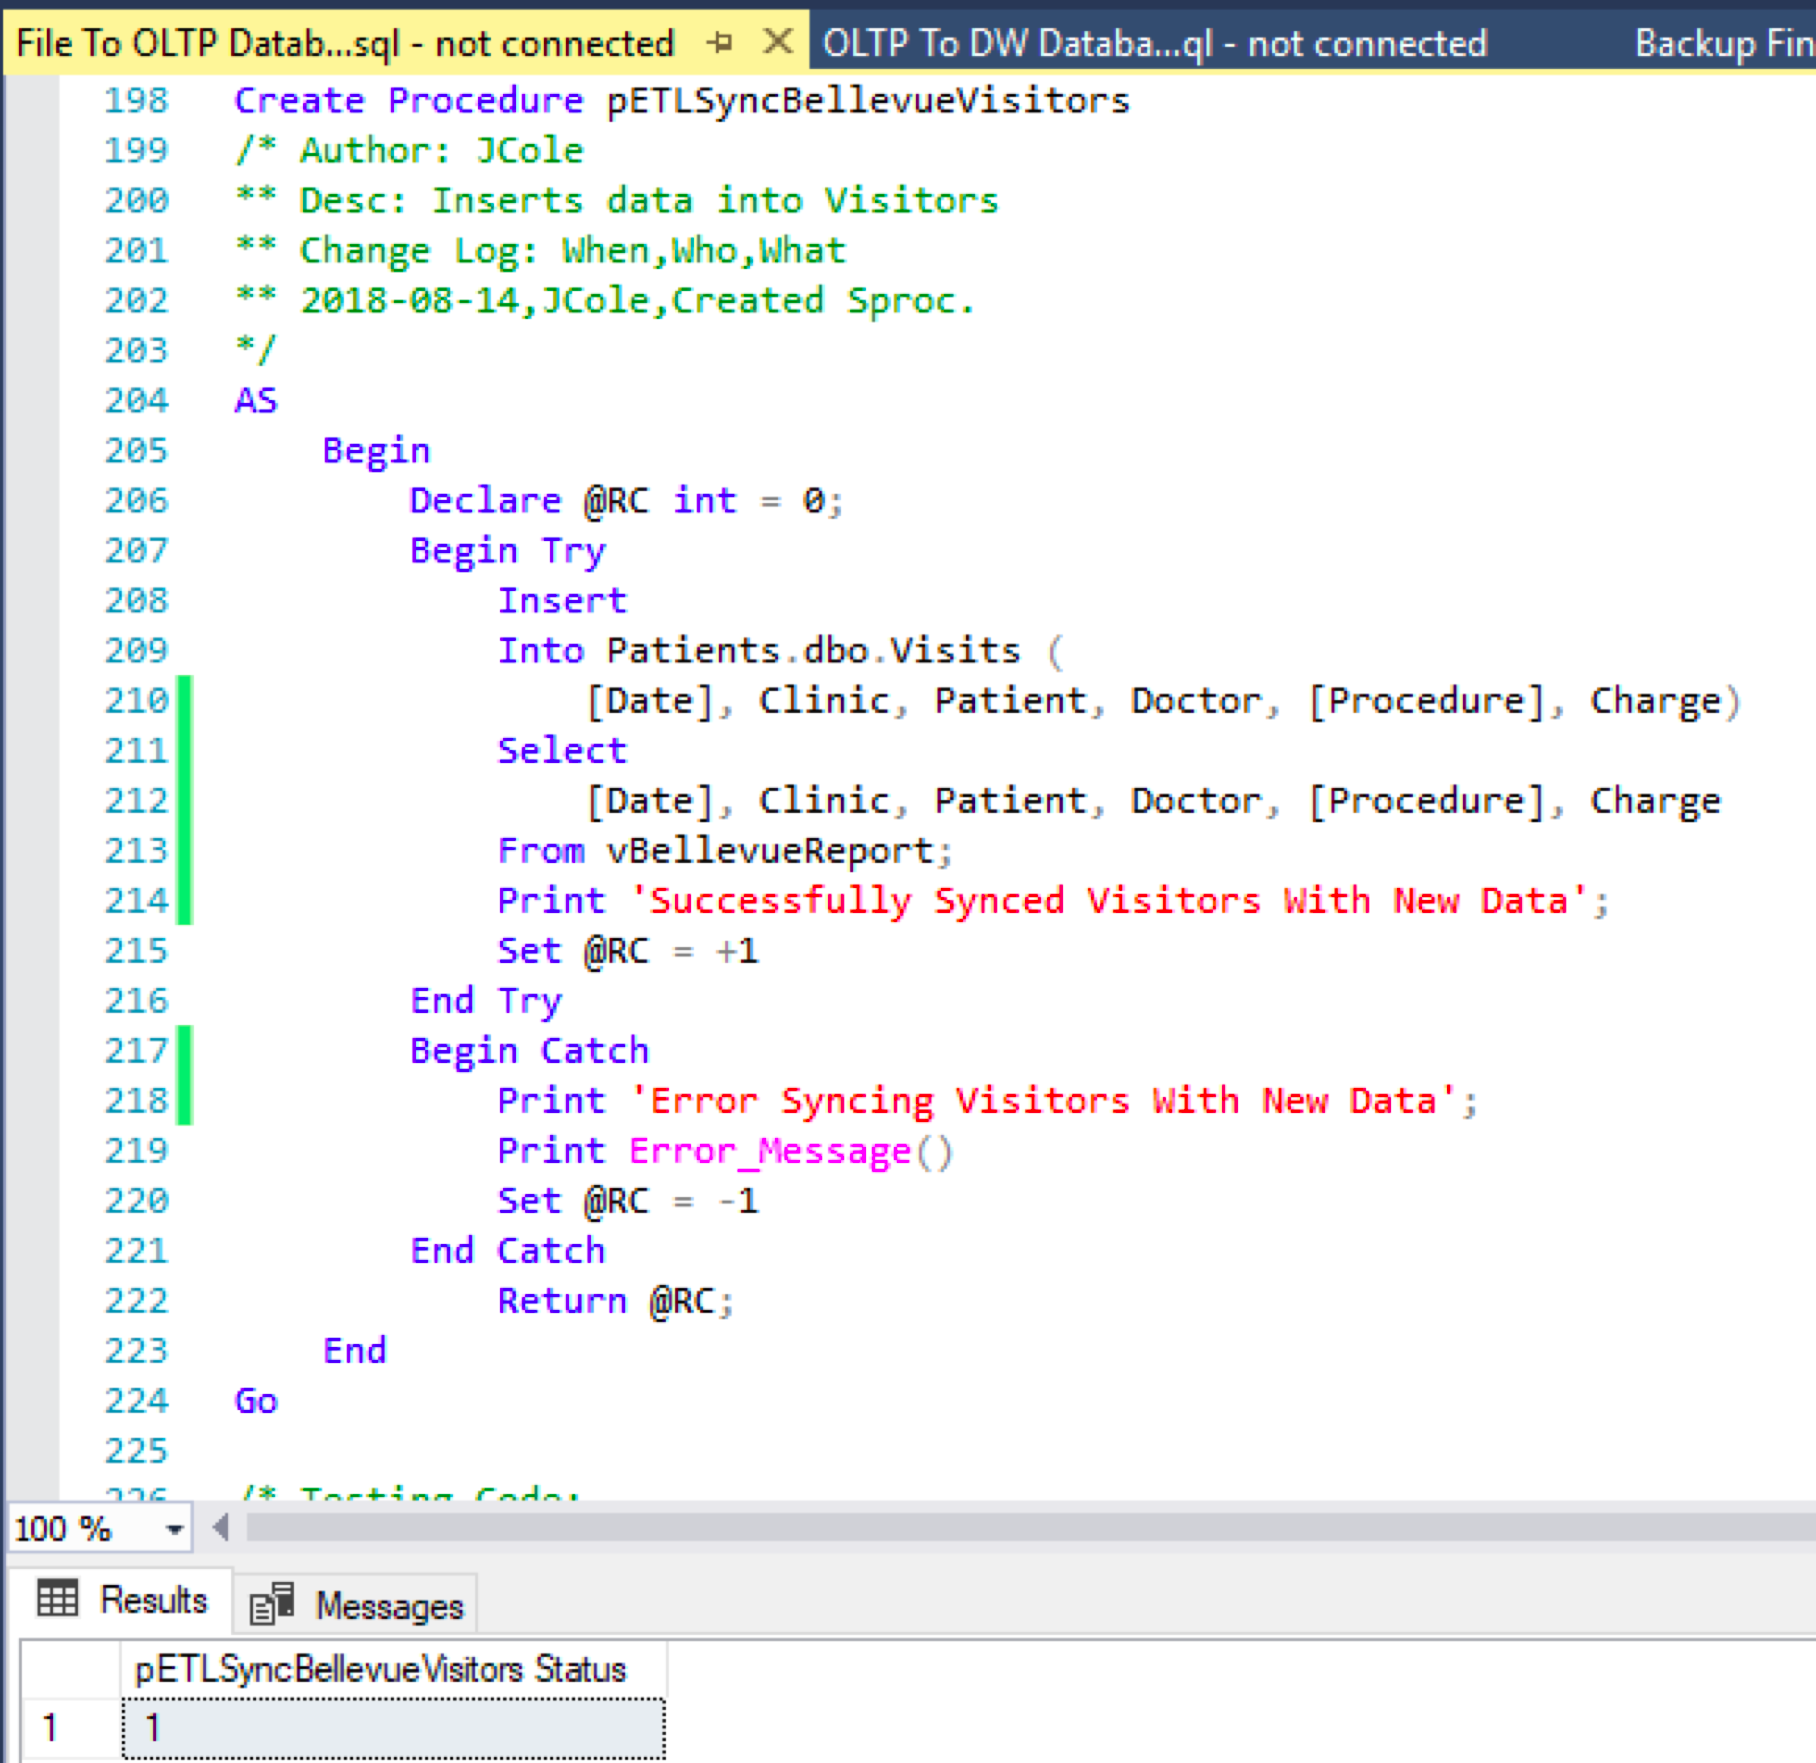 File To OLTP Datab...sql - not connected OLTP To DW Databa...ql - not connected Backup Fin
198 Create Procedure pETLSyncBellevueVisitors
199 /* Author: JCole
200 ** Desc: Inserts data into Visitors
201 ** Change Log: When,Who,What
202 ** 2018-08-14,JCole,Created Sproc.
203 */
204 AS
205 Begin
206 Declare @RC int = 0;
207 Begin Try
208 Insert
209 Into Patients.dbo.Visits (
210 [Date], Clinic, Patient, Doctor, [Procedure], Charge)
211 Select
212 [Date], Clinic, Patient, Doctor, [Procedure], Charge
213 From vBellevueReport;
214 Print 'Successfully Synced Visitors With New Data';
215 Set @RC = +1
216 End Try
217 Begin Catch
218 Print 'Error Syncing Visitors With New Data';
219 Print Error_Message()
220 Set @RC = -1
221 End Catch
222 Return @RC;
223 End
224 Go
225
226 /* Testing Code:
100 %
Results Messages
pETLSyncBellevueVisitors Status
1 1